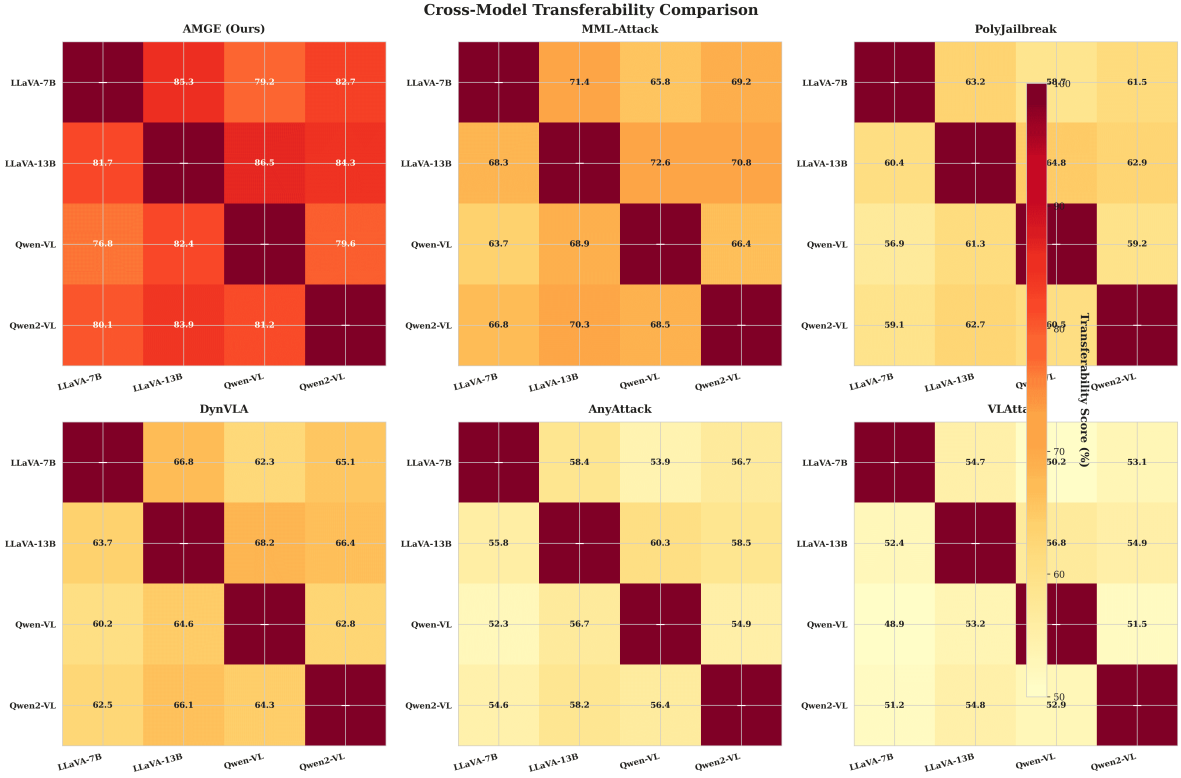 Cross-Model Transferability Comparison
AMGE (Ours)
LLaVA-7B – 85.3 79.2 82.7
LLaVA-13B 81.7 – 86.5 84.3
Qwen-VL 76.8 82.4 – 79.6
Qwen2-VL 80.1 83.9 81.2 –
LLaVA-7B LLaVA-13B Qwen-VL Qwen2-VL
MML-Attack
LLaVA-7B – 71.4 65.8 69.2
LLaVA-13B 68.3 – 72.6 70.8
Qwen-VL 63.7 68.9 – 66.4
Qwen2-VL 66.8 70.3 68.5 –
LLaVA-7B LLaVA-13B Qwen-VL Qwen2-VL
PolyJailbreak
LLaVA-7B – 63.2 58.7 61.5
LLaVA-13B 60.4 – 64.8 62.9
Qwen-VL 56.9 61.3 – 59.2
Qwen2-VL 59.1 62.7 60.5 –
LLaVA-7B LLaVA-13B Qwen2-VL
DynVLA
LLaVA-7B – 66.8 62.3 65.1
LLaVA-13B 63.7 – 68.2 66.4
Qwen-VL 60.2 64.6 – 62.8
Qwen2-VL 62.5 66.1 64.3 –
LLaVA-7B LLaVA-13B Qwen-VL Qwen2-VL
AnyAttack
LLaVA-7B – 58.4 53.9 56.7
LLaVA-13B 55.8 – 60.3 58.5
Qwen-VL 52.3 56.7 – 54.9
Qwen2-VL 54.6 58.2 56.4 –
LLaVA-7B LLaVA-13B Qwen-VL Qwen2-VL
VLAtta
LLaVA-7B – 54.7 50.2 53.1
LLaVA-13B 52.4 – 56.8 54.9
Qwen-VL 48.9 53.2 – 51.5
Qwen2-VL 51.2 54.8 52.9 –
LLaVA-7B LLaVA-13B Qwen-VL Qwen2-VL
100
90
80
70
60
50
Transferability Score (%)